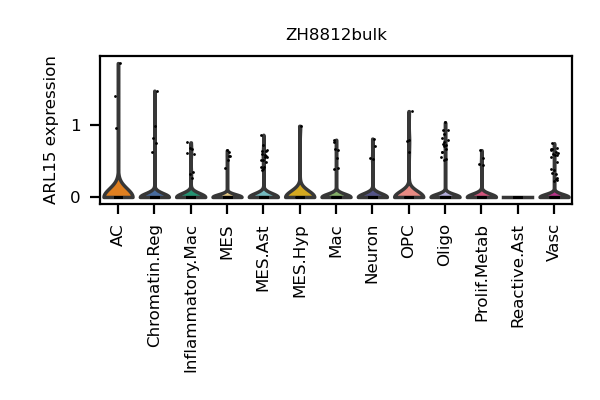 ZH8812bulk
ARL15 expression
1
0
AC
Chromatin.Reg
Inflammatory.Mac
MES
MES.Ast
MES.Hyp
Mac
Neuron
OPC
Oligo
Prolif.Metab
Reactive.Ast
Vasc